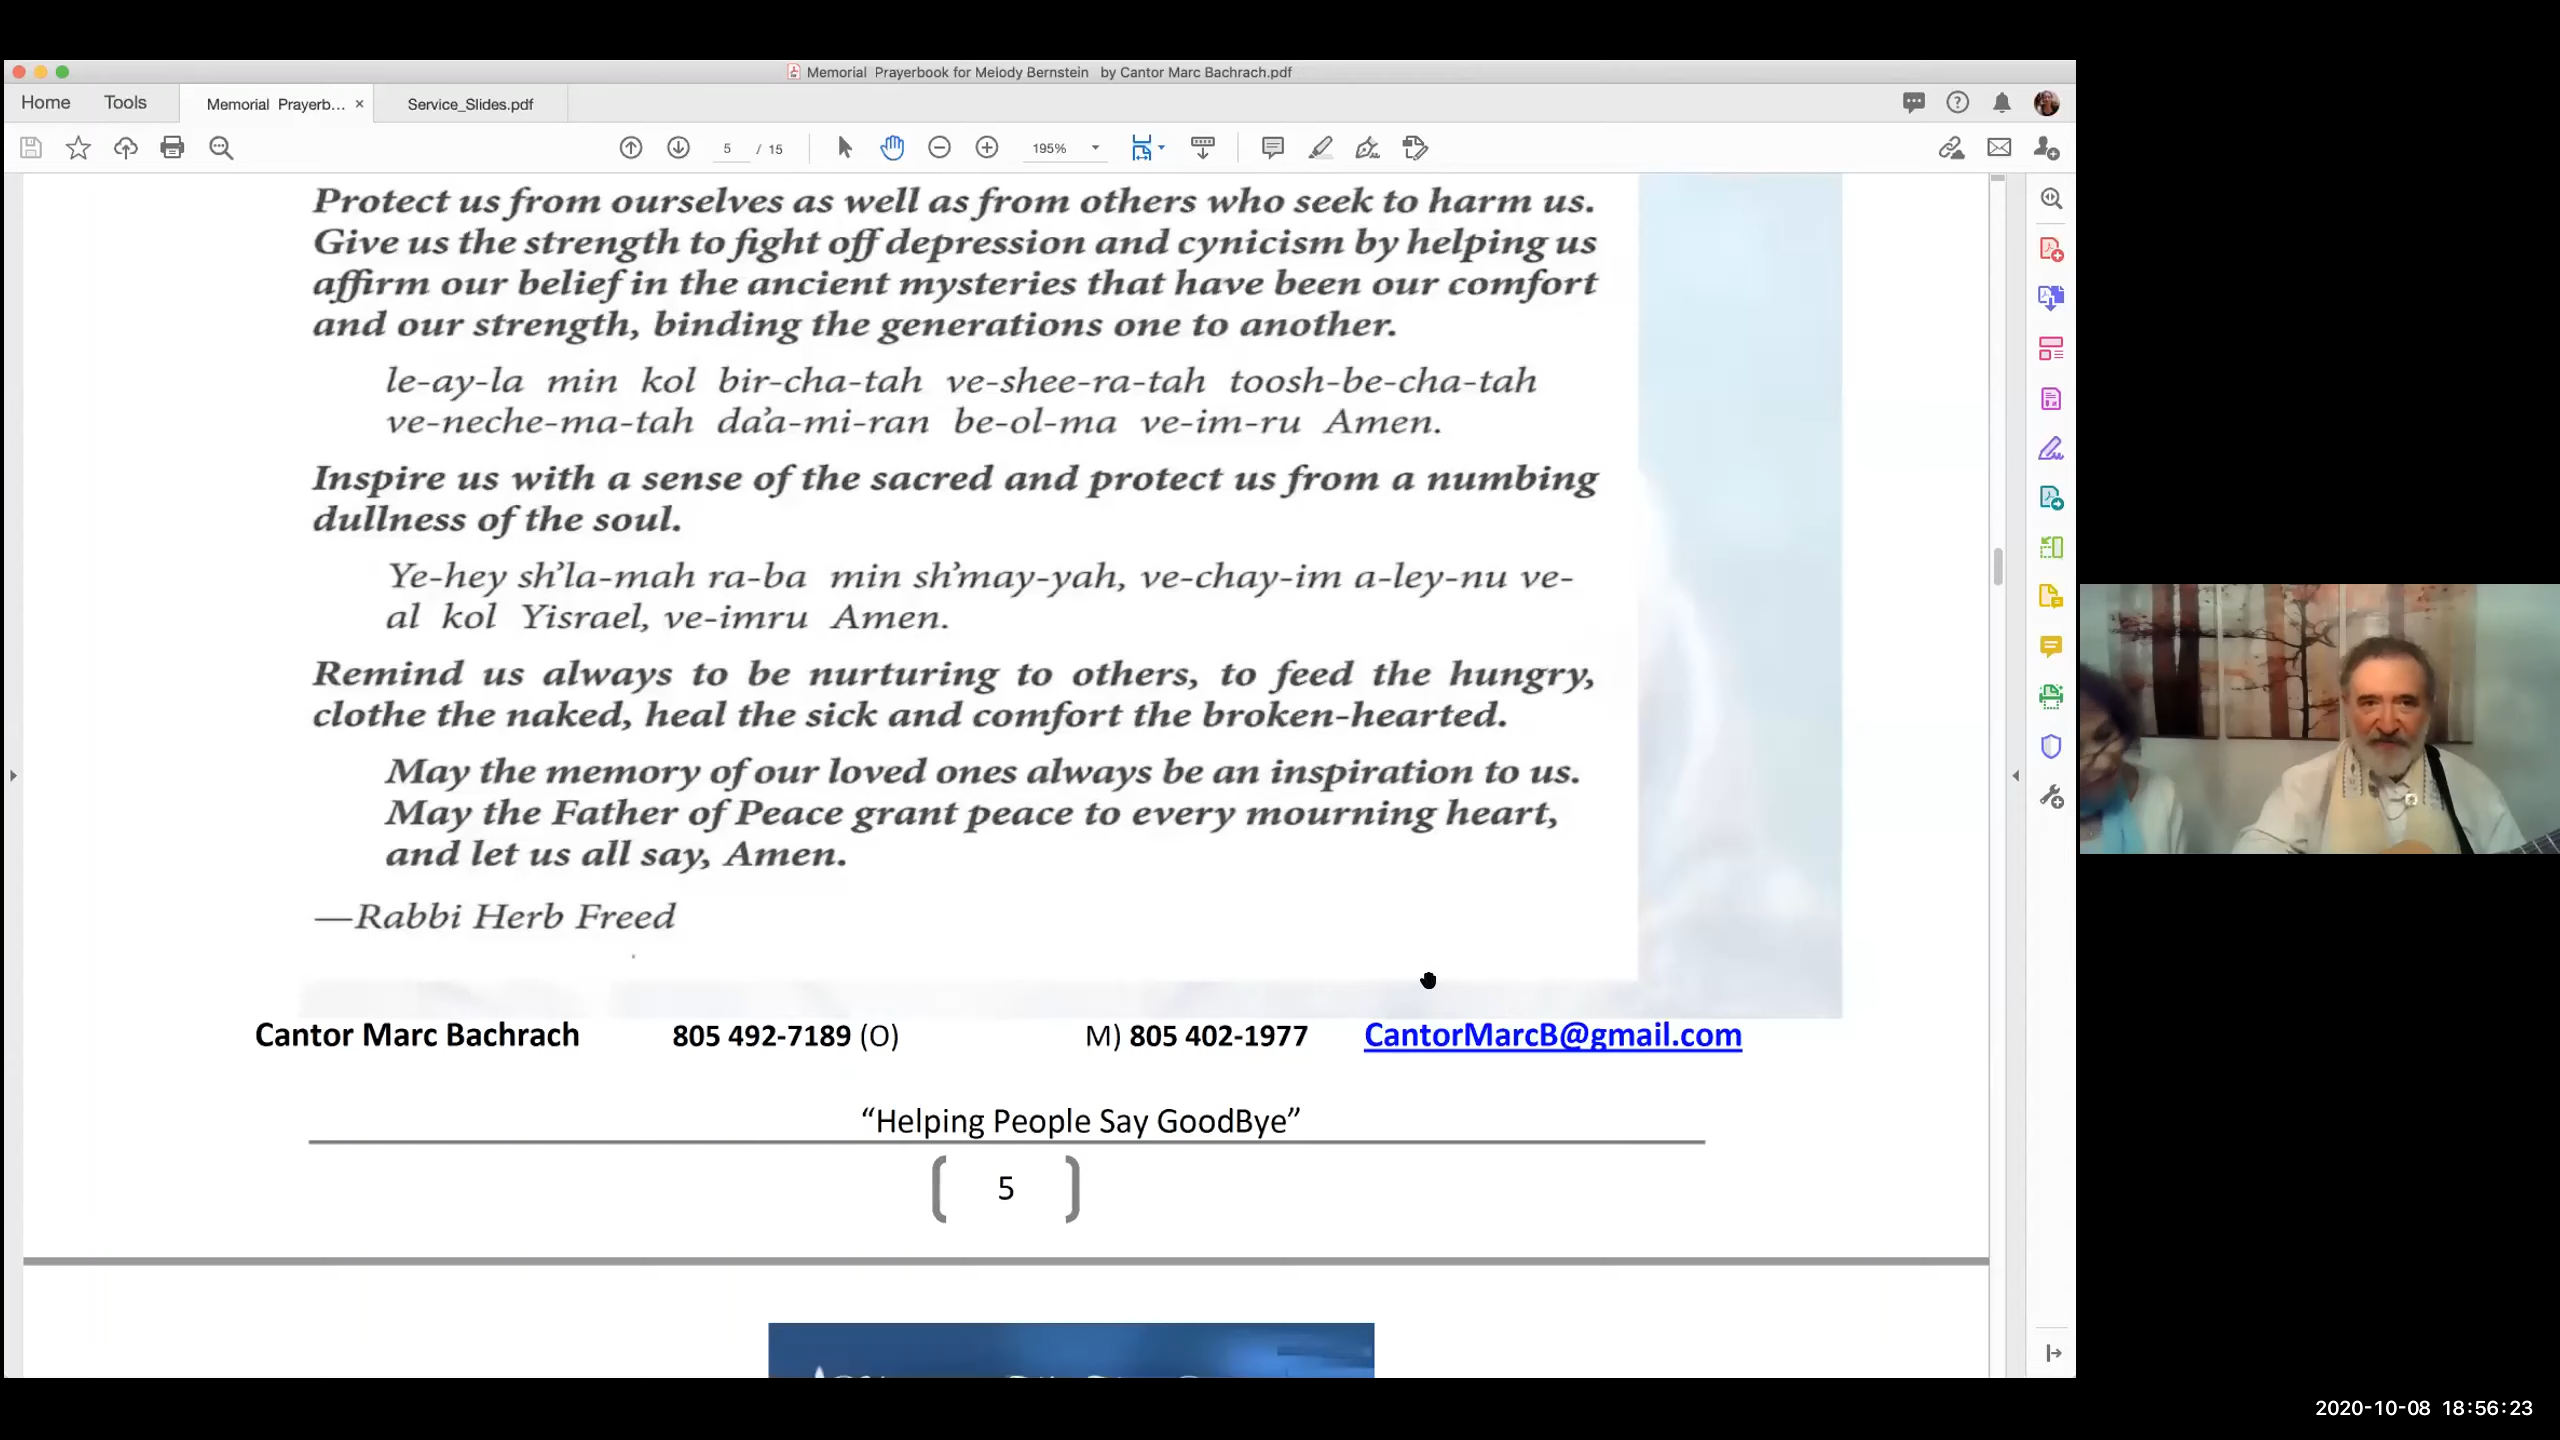 Memorial Prayerbook for Melody Bernstein by Cantor Marc Bachrach.pdf
Home Tools Memorial Prayerb... × Service_Slides.pdf
5 / 15 195%
Protect us from ourselves as well as from others who seek to harm us.
Give us the strength to fight off depression and cynicism by helping us
affirm our belief in the ancient mysteries that have been our comfort
and our strength, binding the generations one to another.
le-ay-la min kol bir-cha-tah ve-shee-ra-tah toosh-be-cha-tah
ve-neche-ma-tah da’a-mi-ran be-ol-ma ve-im-ru Amen.
Inspire us with a sense of the sacred and protect us from a numbing
dullness of the soul.
Ye-hey sh’la-mah ra-ba min sh’may-yah, ve-chay-im a-ley-nu ve-
al kol Yisrael, ve-imru Amen.
Remind us always to be nurturing to others, to feed the hungry,
clothe the naked, heal the sick and comfort the broken-hearted.
May the memory of our loved ones always be an inspiration to us.
May the Father of Peace grant peace to every mourning heart,
and let us all say, Amen.
—Rabbi Herb Freed
Cantor Marc Bachrach 805 492-7189 (O) M) 805 402-1977 CantorMarcB@gmail.com
“Helping People Say GoodBye”
5
2020-10-08 18:56:23